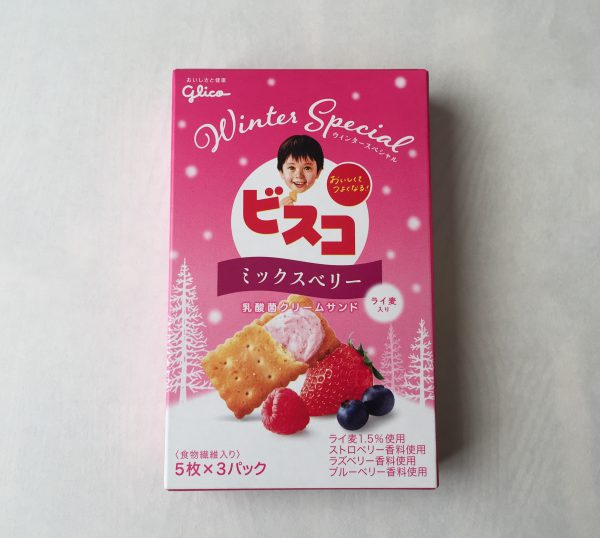 おいしさと健康
glico
Winter Special
ウィンタースペシャル
おいしくて
つよくなる!
ビスコ
ミックスベリー
乳酸菌クリームサンド
ライ麦
入り
〈食物繊維入り〉
5枚×3パック
ライ麦1.5%使用
ストロベリー香料使用
ラズベリー香料使用
ブルーベリー香料使用